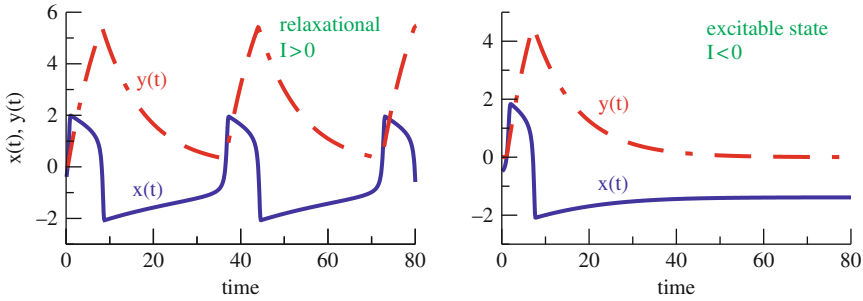 relaxational
I > 0
y(t)
x(t)
x(t), y(t)
6
4
2
0
−2
0
20
40
60
80
time
excitable state
I < 0
y(t)
x(t)
4
2
0
−2
0
20
40
60
80
time